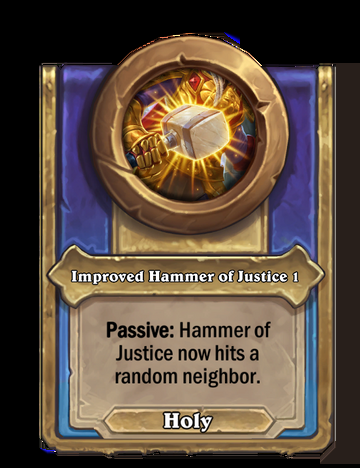 Improved Hammer of Justice 1
Passive: Hammer of
Justice now hits a
random neighbor.
Holy